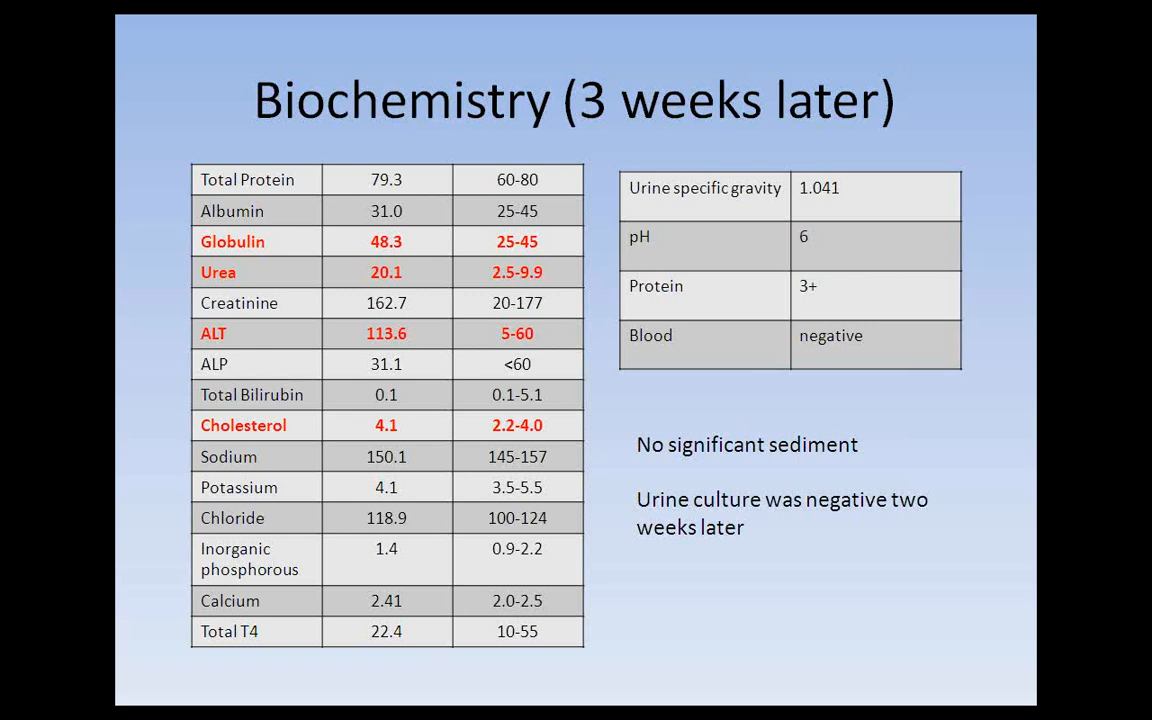 Biochemistry (3 weeks later)
Total Protein 79.3 60-80
Albumin 31.0 25-45
Globulin 48.3 25-45
Urea 20.1 2.5-9.9
Creatinine 162.7 20-177
ALT 113.6 5-60
ALP 31.1 <60
Total Bilirubin 0.1 0.1-5.1
Cholesterol 4.1 2.2-4.0
Sodium 150.1 145-157
Potassium 4.1 3.5-5.5
Chloride 118.9 100-124
Inorganic 1.4 0.9-2.2
phosphorous
Calcium 2.41 2.0-2.5
Total T4 22.4 10-55
Urine specific gravity 1.041
pH 6
Protein 3+
Blood negative
No significant sediment
Urine culture was negative two
weeks later